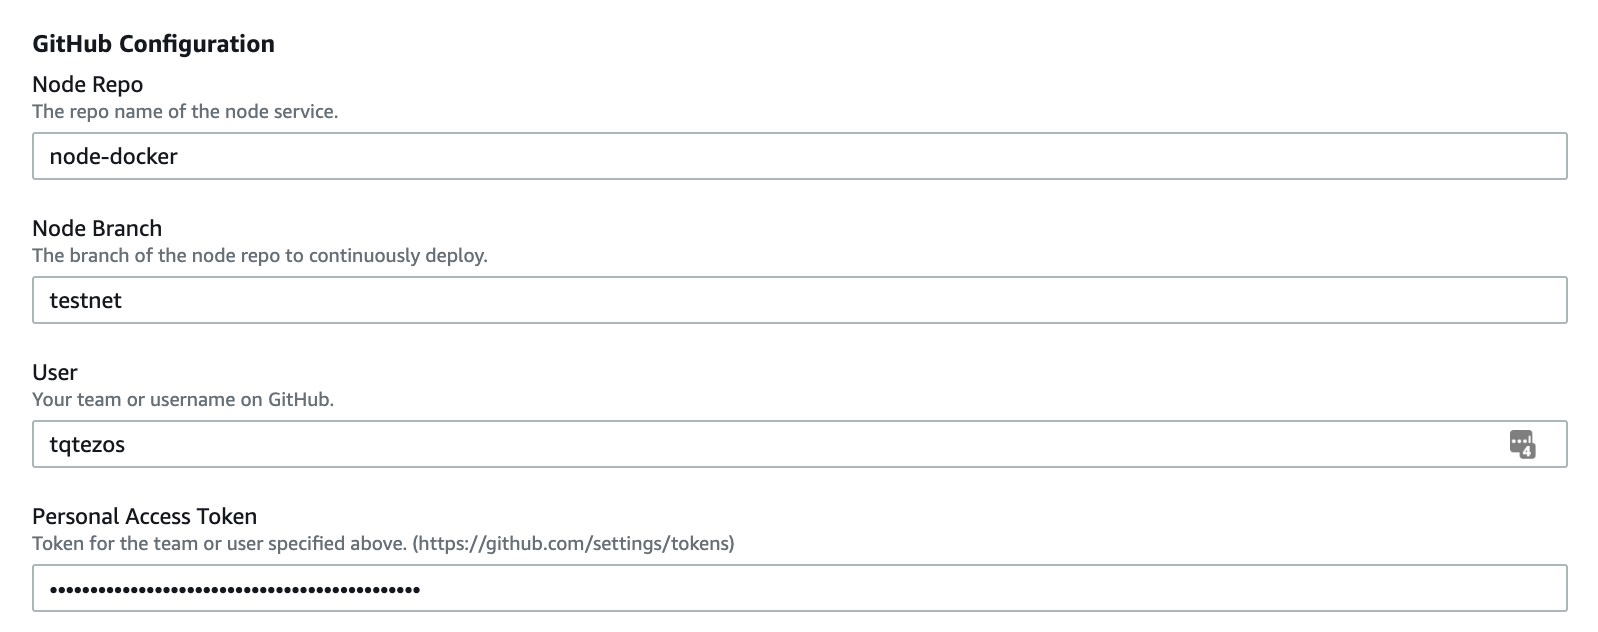 GitHub Configuration
Node Repo
The repo name of the node service.
node-docker
Node Branch
The branch of the node repo to continuously deploy.
testnet
User
Your team or username on GitHub.
tqtezos
4
Personal Access Token
Token for the team or user specified above. (https://github.com/settings/tokens)
••••••••••••••••••••••••••••••••••••••••••••••